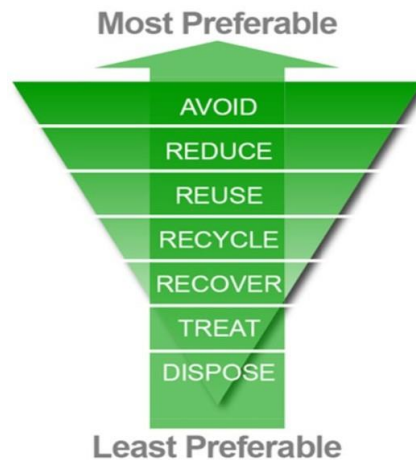 Most Preferable
AVOID
REDUCE
REUSE
RECYCLE
RECOVER
TREAT
DISPOSE
Least Preferable